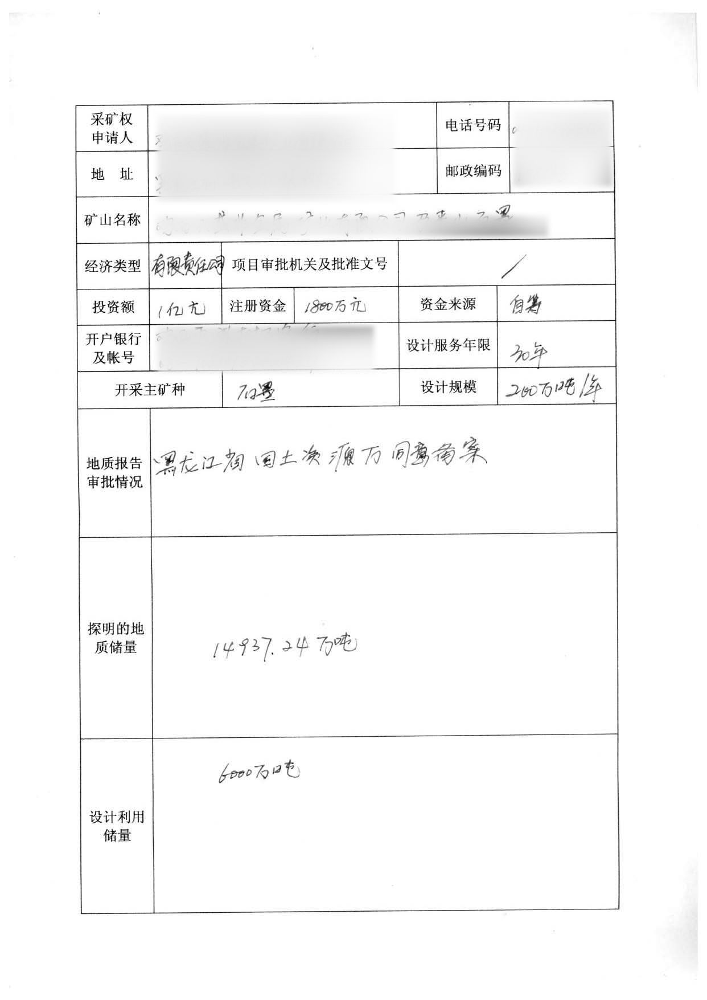 采矿权
申请人
电话号码
地 址
邮政编码
矿山名称
经济类型 有限责任公司 项目审批机关及批准文号 /
投资额 1亿元 注册资金 1800万元 资金来源 自筹
开户银行
及帐号
设计服务年限 30年
开采主矿种 石墨 设计规模 200万吨/年
地质报告
审批情况
黑龙江省国土资源厅同意备案
探明的地
质储量
14937.24万吨
设计利用
储量
6000万吨